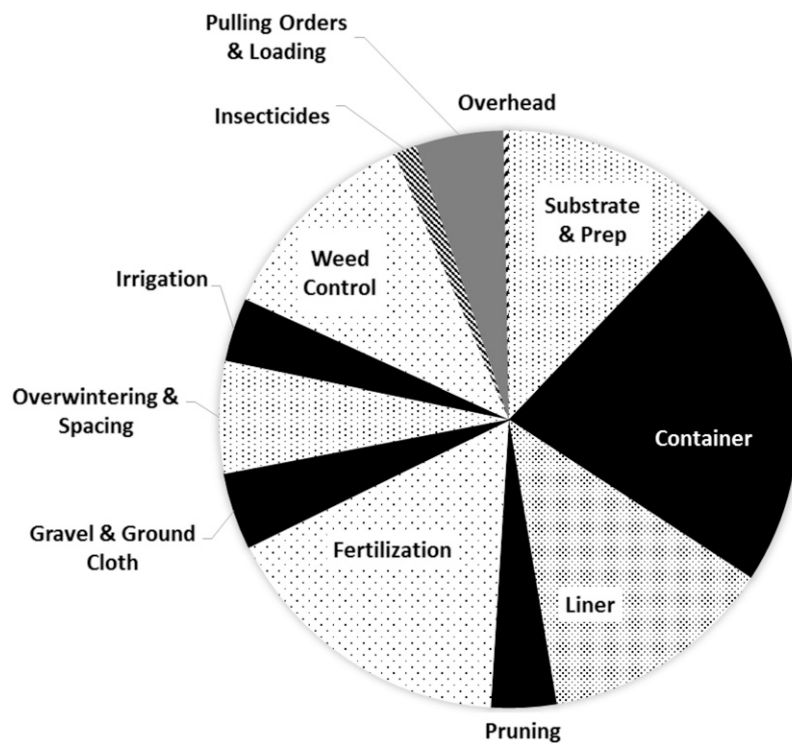 Pulling Orders
& Loading
Overhead
Insecticides
Substrate
& Prep
Weed
Control
Irrigation
Overwintering &
Spacing
Container
Gravel & Ground
Cloth
Fertilization
Liner
Pruning